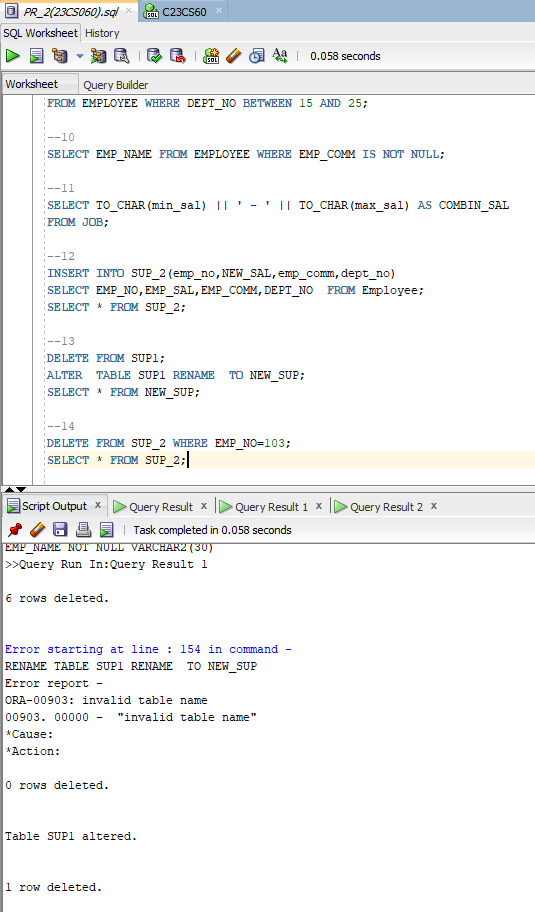 PR_2(23CS060).sql × C23CS60 ×
SQL Worksheet History
0.058 seconds
Worksheet Query Builder
FROM EMPLOYEE WHERE DEPT_NO BETWEEN 15 AND 25;
--10
SELECT EMP_NAME FROM EMPLOYEE WHERE EMP_COMM IS NOT NULL;
--11
SELECT TO_CHAR(min_sal) || ' - ' || TO_CHAR(max_sal) AS COMBIN_SAL
FROM JOB;
--12
INSERT INTO SUP_2(emp_no,NEW_SAL,emp_comm,dept_no)
SELECT EMP_NO,EMP_SAL,EMP_COMM,DEPT_NO  FROM Employee;
SELECT * FROM SUP_2;
--13
DELETE FROM SUP1;
ALTER  TABLE SUP1 RENAME  TO NEW_SUP;
SELECT * FROM NEW_SUP;
--14
DELETE FROM SUP_2 WHERE EMP_NO=103;
SELECT * FROM SUP_2;
Script Output x Query Result x Query Result 1 x Query Result 2 x
Task completed in 0.058 seconds
EMP_NAME NOT NULL VARCHAR2(30)
>>Query Run In:Query Result 1
6 rows deleted.
Error starting at line : 154 in command -
RENAME TABLE SUP1 RENAME  TO NEW_SUP
Error report -
ORA-00903: invalid table name
00903. 00000 -  "invalid table name"
*Cause:
*Action:
0 rows deleted.
Table SUP1 altered.
1 row deleted.